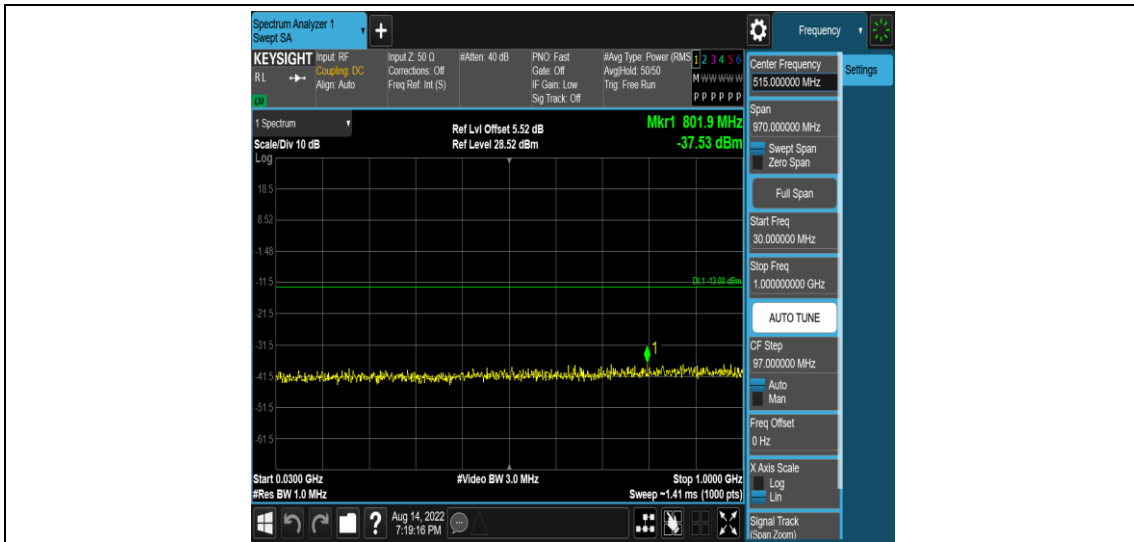 Spectrum Analyzer 1
Swept SA
+
Frequency
KEYSIGHT
RL
LXI
Input: RF
Coupling: DC
Align: Auto
Input Z: 50 Ω
Corrections: Off
Freq Ref: Int (S)
#Atten: 40 dB
PNO: Fast
Gate: Off
IF Gain: Low
Sig Track: Off
#Avg Type: Power (RMS
Avg|Hold: 50/50
Trig: Free Run
1 2 3 4 5 6
M W W W W W
P P P P P P
1 Spectrum
Scale/Div 10 dB
Log
Ref Lvl Offset 5.52 dB
Ref Level 28.52 dBm
Mkr1 801.9 MHz
-37.53 dBm
18.5
8.52
-1.48
-11.5
DL1 -13.00 dBm
-21.5
-31.5
1
-41.5
-51.5
-61.5
Start 0.0300 GHz
#Res BW 1.0 MHz
#Video BW 3.0 MHz
Stop 1.0000 GHz
Sweep ~1.41 ms (1000 pts)
?
Aug 14, 2022
7:19:16 PM
Center Frequency
515.000000 MHz
Settings
Span
970.000000 MHz
Swept Span
Zero Span
Full Span
Start Freq
30.000000 MHz
Stop Freq
1.000000000 GHz
AUTO TUNE
CF Step
97.000000 MHz
Auto
Man
Freq Offset
0 Hz
X Axis Scale
Log
Lin
Signal Track
(Span Zoom)